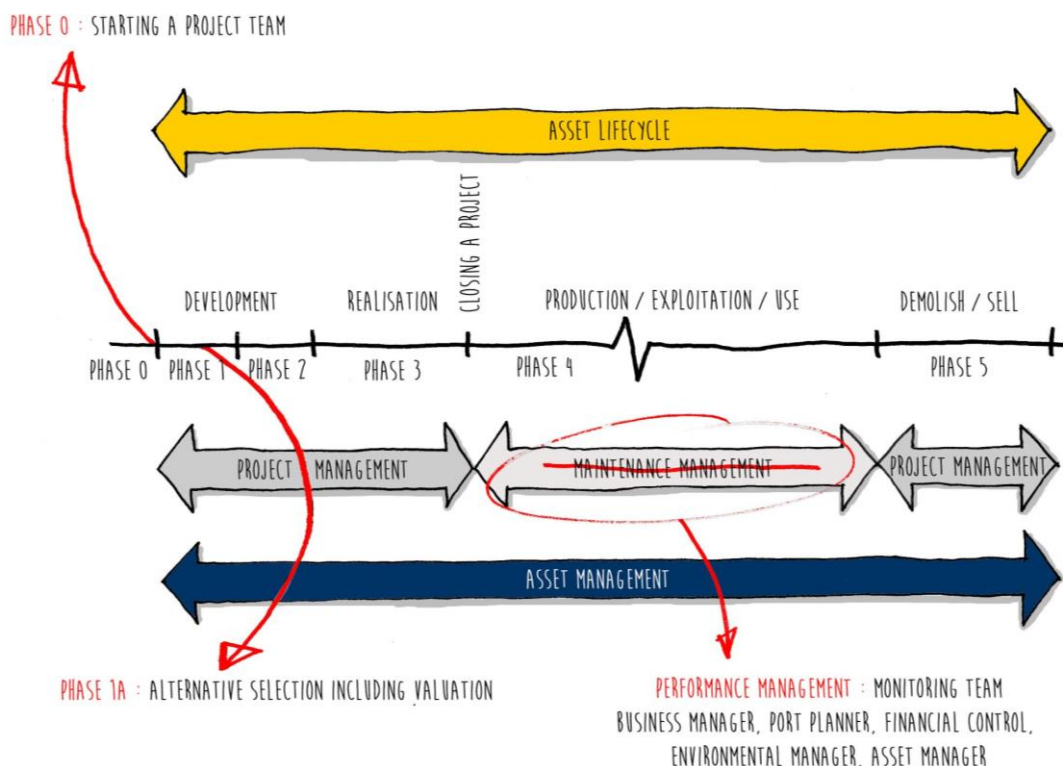 PHASE 0 : STARTING A PROJECT TEAM
ASSET LIFECYCLE
CLOSING A PROJECT
DEVELOPMENT
REALISATION
PRODUCTION / EXPLOITATION / USE
DEMOLISH / SELL
PHASE 0
PHASE 1
PHASE 2
PHASE 3
PHASE 4
PHASE 5
PROJECT MANAGEMENT
MAINTENANCE MANAGEMENT
PROJECT MANAGEMENT
ASSET MANAGEMENT
PHASE 1A : ALTERNATIVE SELECTION INCLUDING VALUATION
PERFORMANCE MANAGEMENT : MONITORING TEAM
BUSINESS MANAGER, PORT PLANNER, FINANCIAL CONTROL,
ENVIRONMENTAL MANAGER, ASSET MANAGER